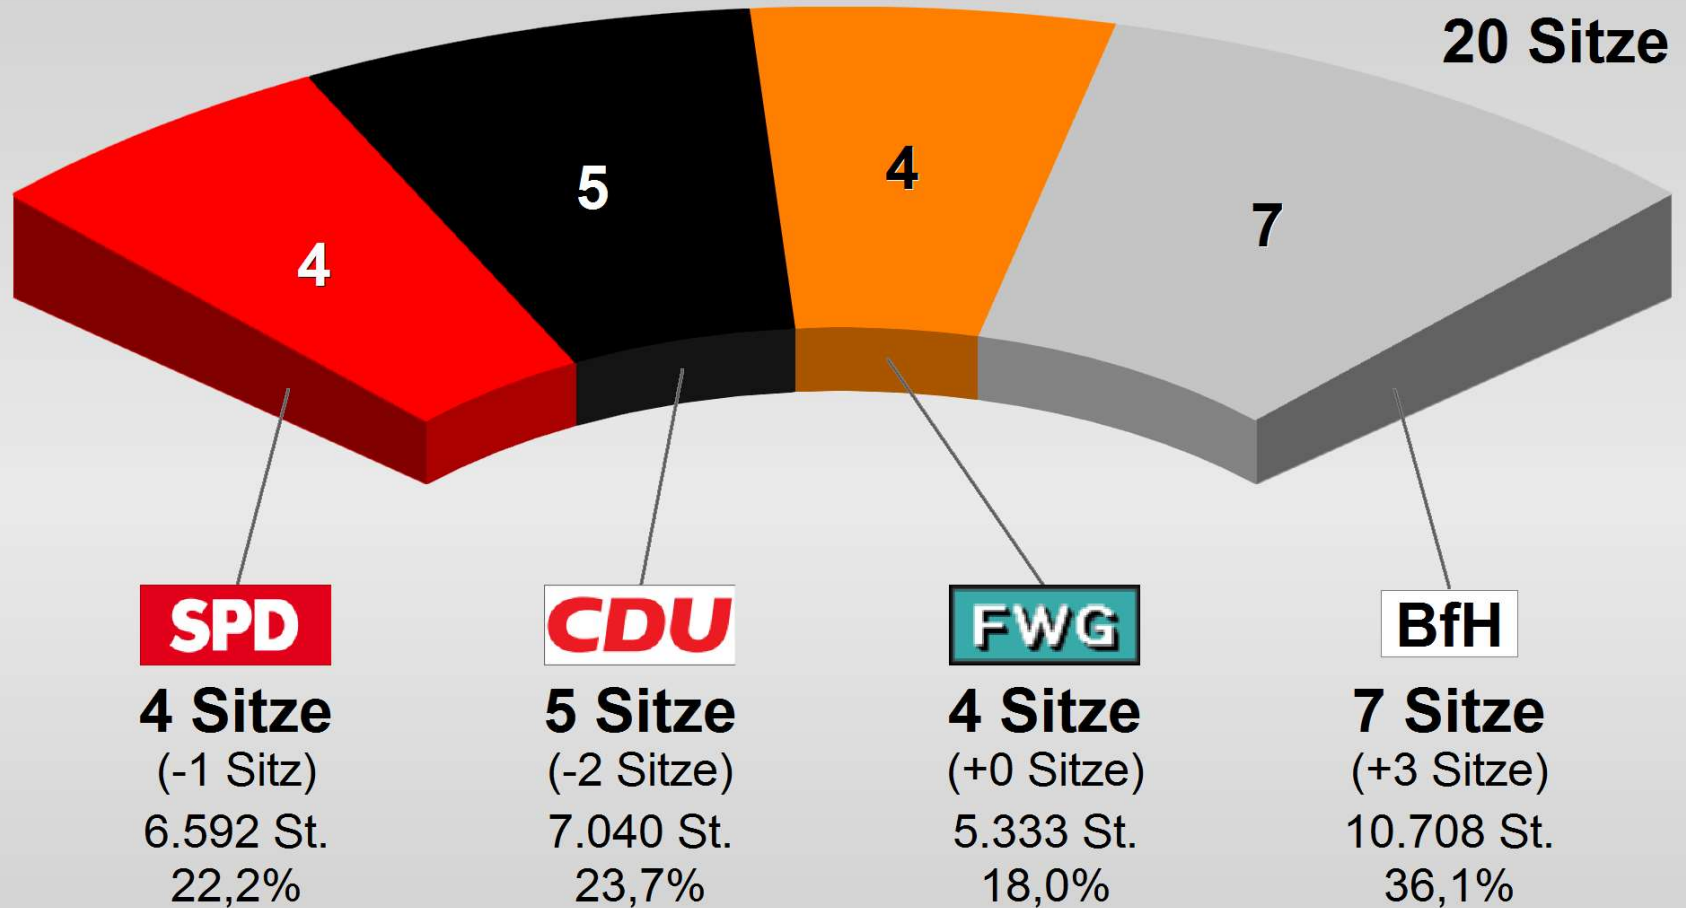 20 Sitze
4
5
4
7
SPD
CDU
FWG
BfH
4 Sitze
5 Sitze
4 Sitze
7 Sitze
(-1 Sitz)
(-2 Sitze)
(+0 Sitze)
(+3 Sitze)
6.592 St.
7.040 St.
5.333 St.
10.708 St.
22,2%
23,7%
18,0%
36,1%